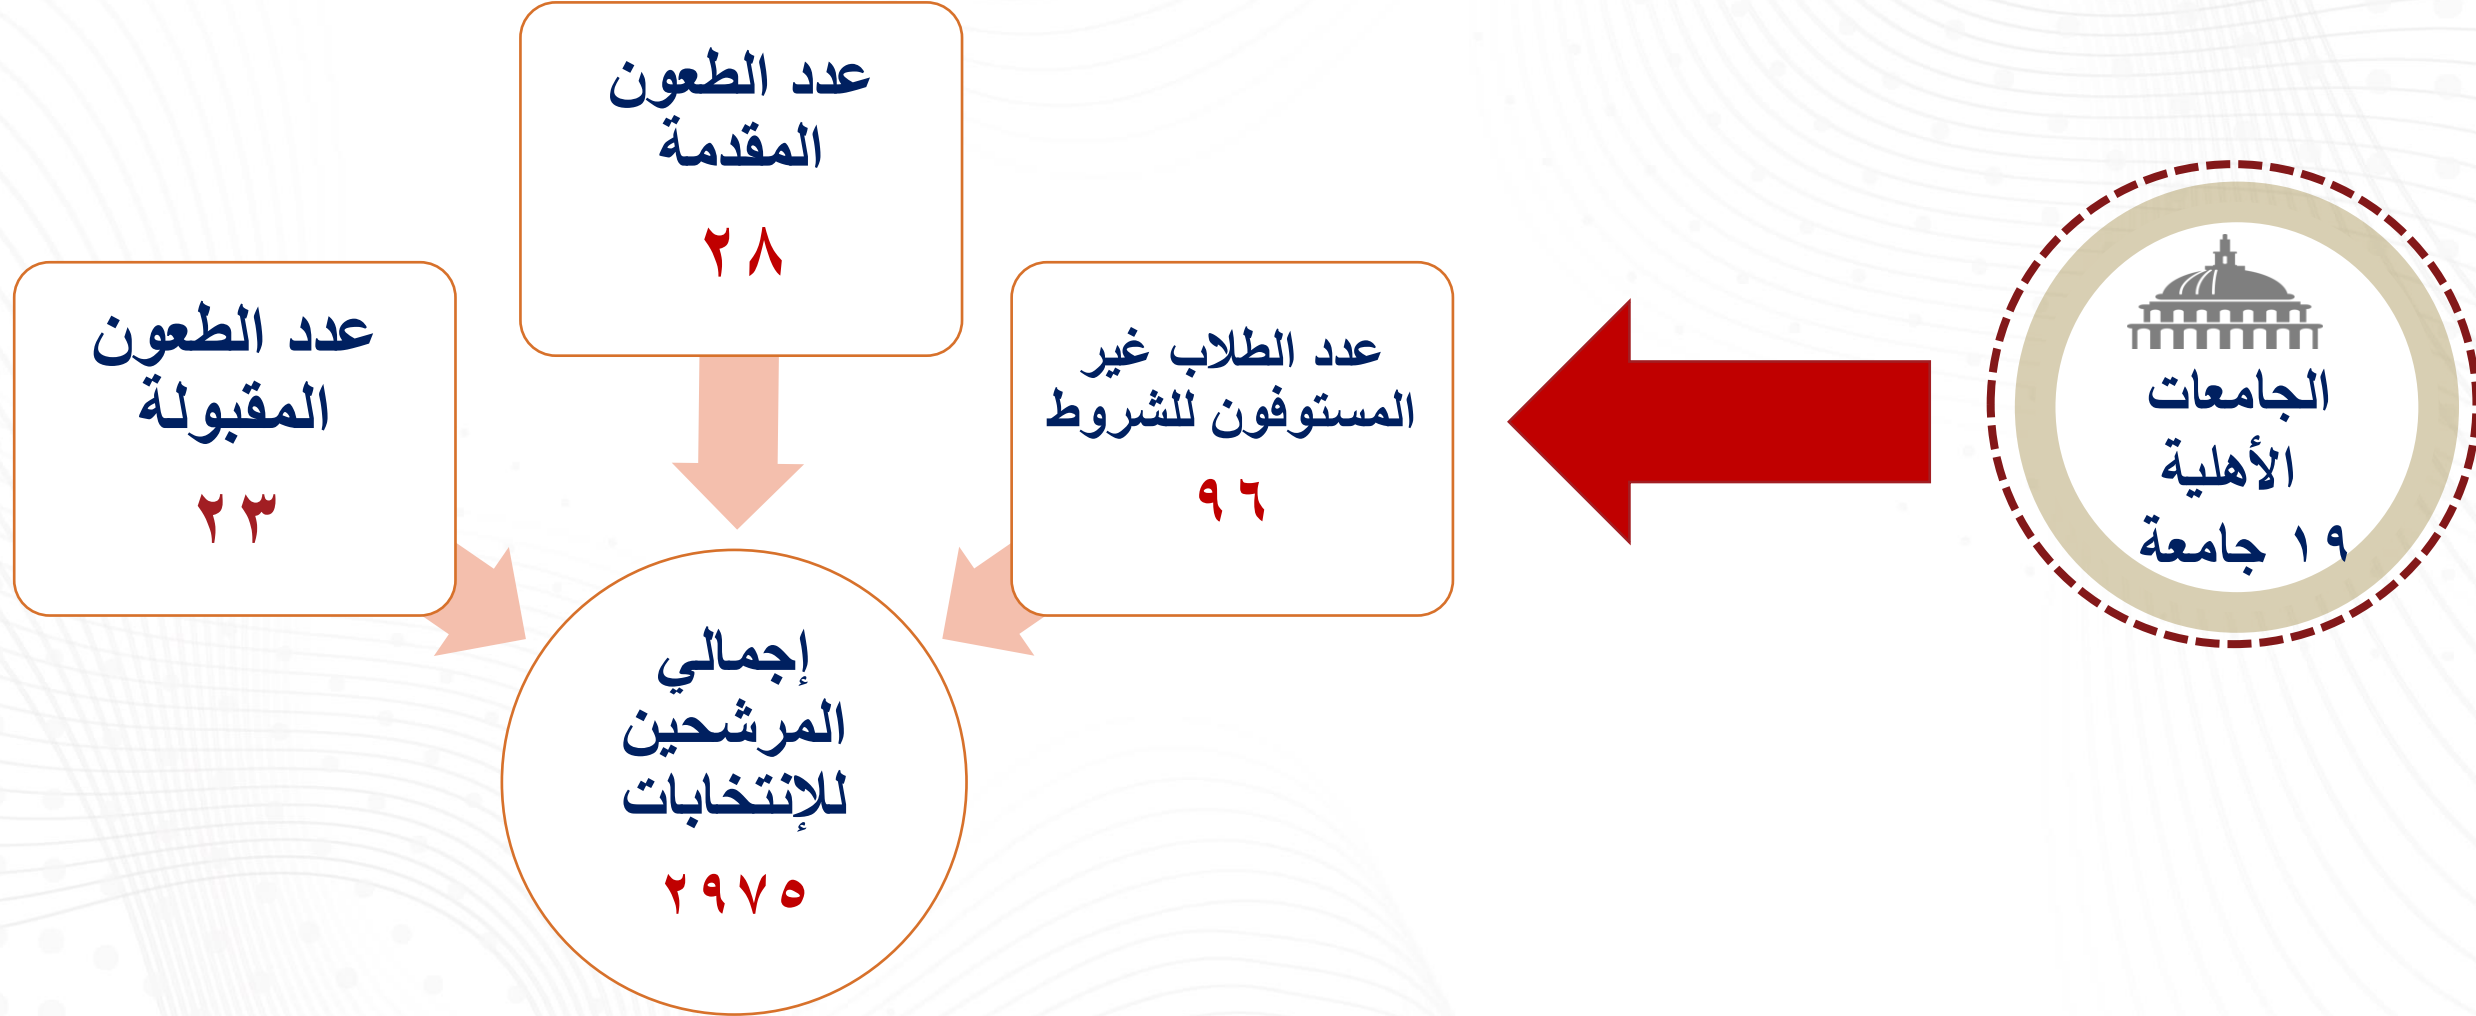 الجامعات
الأهلية
١٩ جامعة
عدد الطلاب غير
المستوفون للشروط
٩٦
عدد الطعون
المقدمة
٢٨
عدد الطعون
المقبولة
٢٣
إجمالي
المرشحين
للإنتخابات
٢٩٧٥